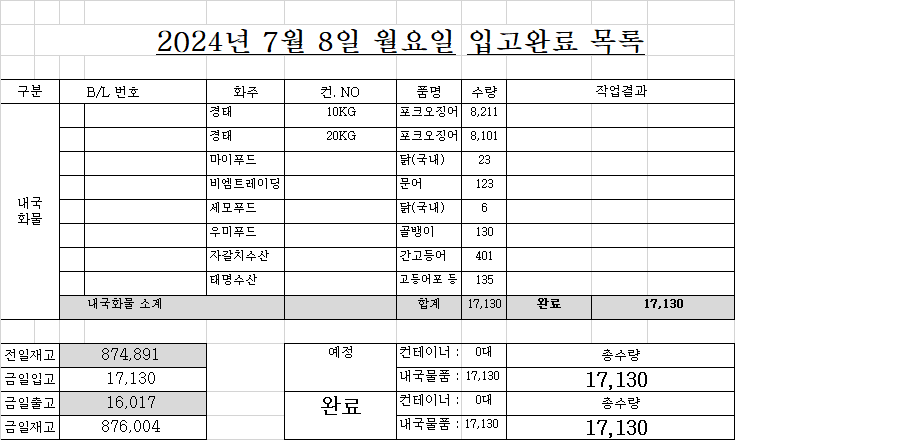 2024년 7월 8일 월요일 입고완료 목록
구분 B/L 번호 화주 컨. NO 품명 수량 작업결과
내국
화물
경태 10KG 포크오징어 8,211
경태 20KG 포크오징어 8,101
마이푸드 닭(국내) 23
비엠트레이딩 문어 123
세모푸드 닭(국내) 6
우미푸드 골뱅이 130
자갈치수산 간고등어 401
태명수산 고등어포 등 135
내국화물 소계 합계 17,130 완료 17,130
전일재고 874,891 예정 컨테이너 : 0대 총수량
금일입고 17,130 내국물품 : 17,130 17,130
금일출고 16,017 완료 컨테이너 : 0대 총수량
금일재고 876,004 내국물품 : 17,130 17,130